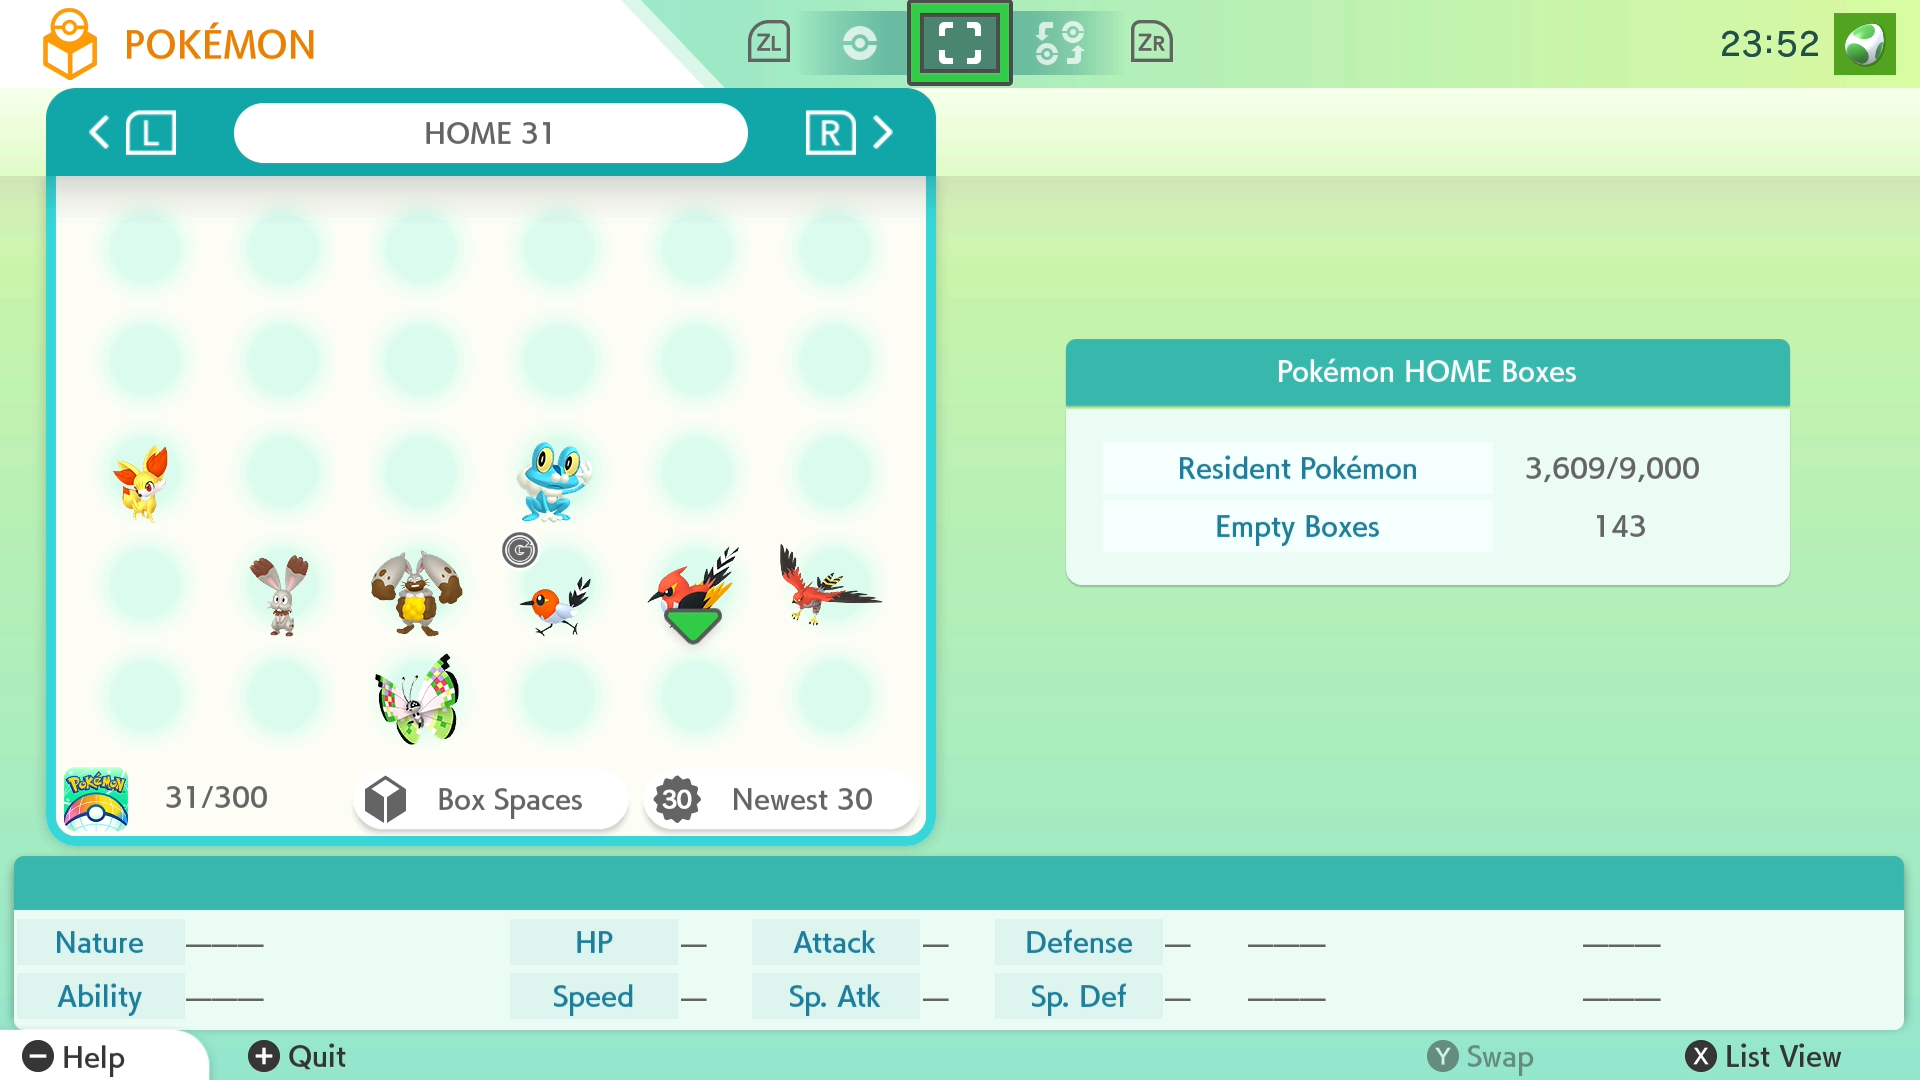 POKÉMON
ZL
ZR
23:52
L
HOME 31
R
Pokémon HOME Boxes
Resident Pokémon 3,609/9,000
Empty Boxes 143
G
POKÉMON
31/300
Box Spaces
30 Newest 30
Nature ———
HP —
Attack —
Defense —
———
———
Ability ———
Speed —
Sp. Atk —
Sp. Def —
———
———
Help
+ Quit
Y Swap
X List View